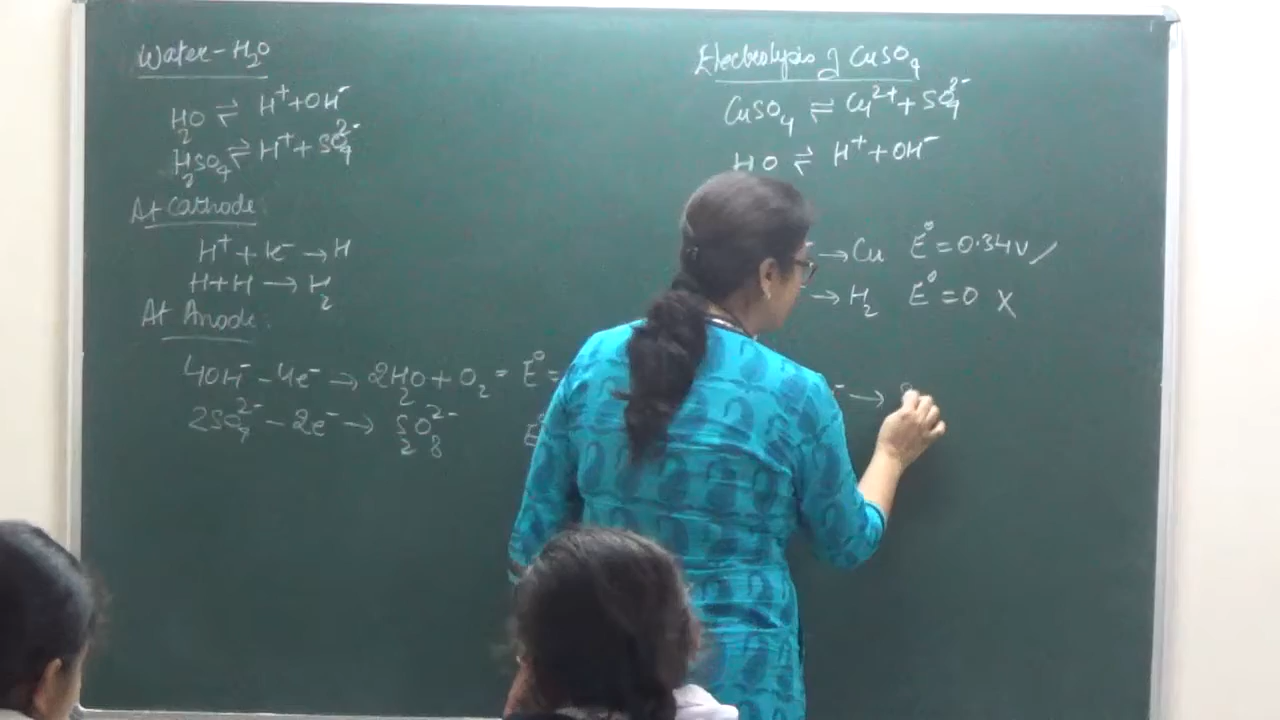 Water - H₂O
H₂O ⇌ H⁺ + OH⁻
H₂SO₄ ⇌ H⁺ + SO₄²⁻
At Cathode:
H⁺ + 1e⁻ → H
H + H → H₂
At Anode:
4OH⁻ - 4e⁻ → 2H₂O + O₂ = E° =
2SO₄²⁻ - 2e⁻ → S₂O₈²⁻ E°
Electrolysis of CuSO₄
CuSO₄ ⇌ Cu²⁺ + SO₄²⁻
H O ⇌ H⁺ + OH⁻
→ Cu E° = 0.34V ✓
→ H₂ E° = 0 X
⁻ →